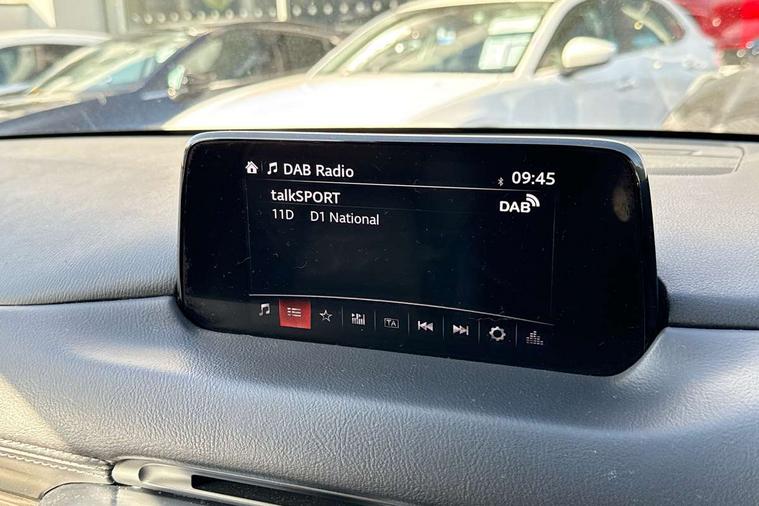 DAB Radio
09:45
talkSPORT
DAB
11D D1 National
TA